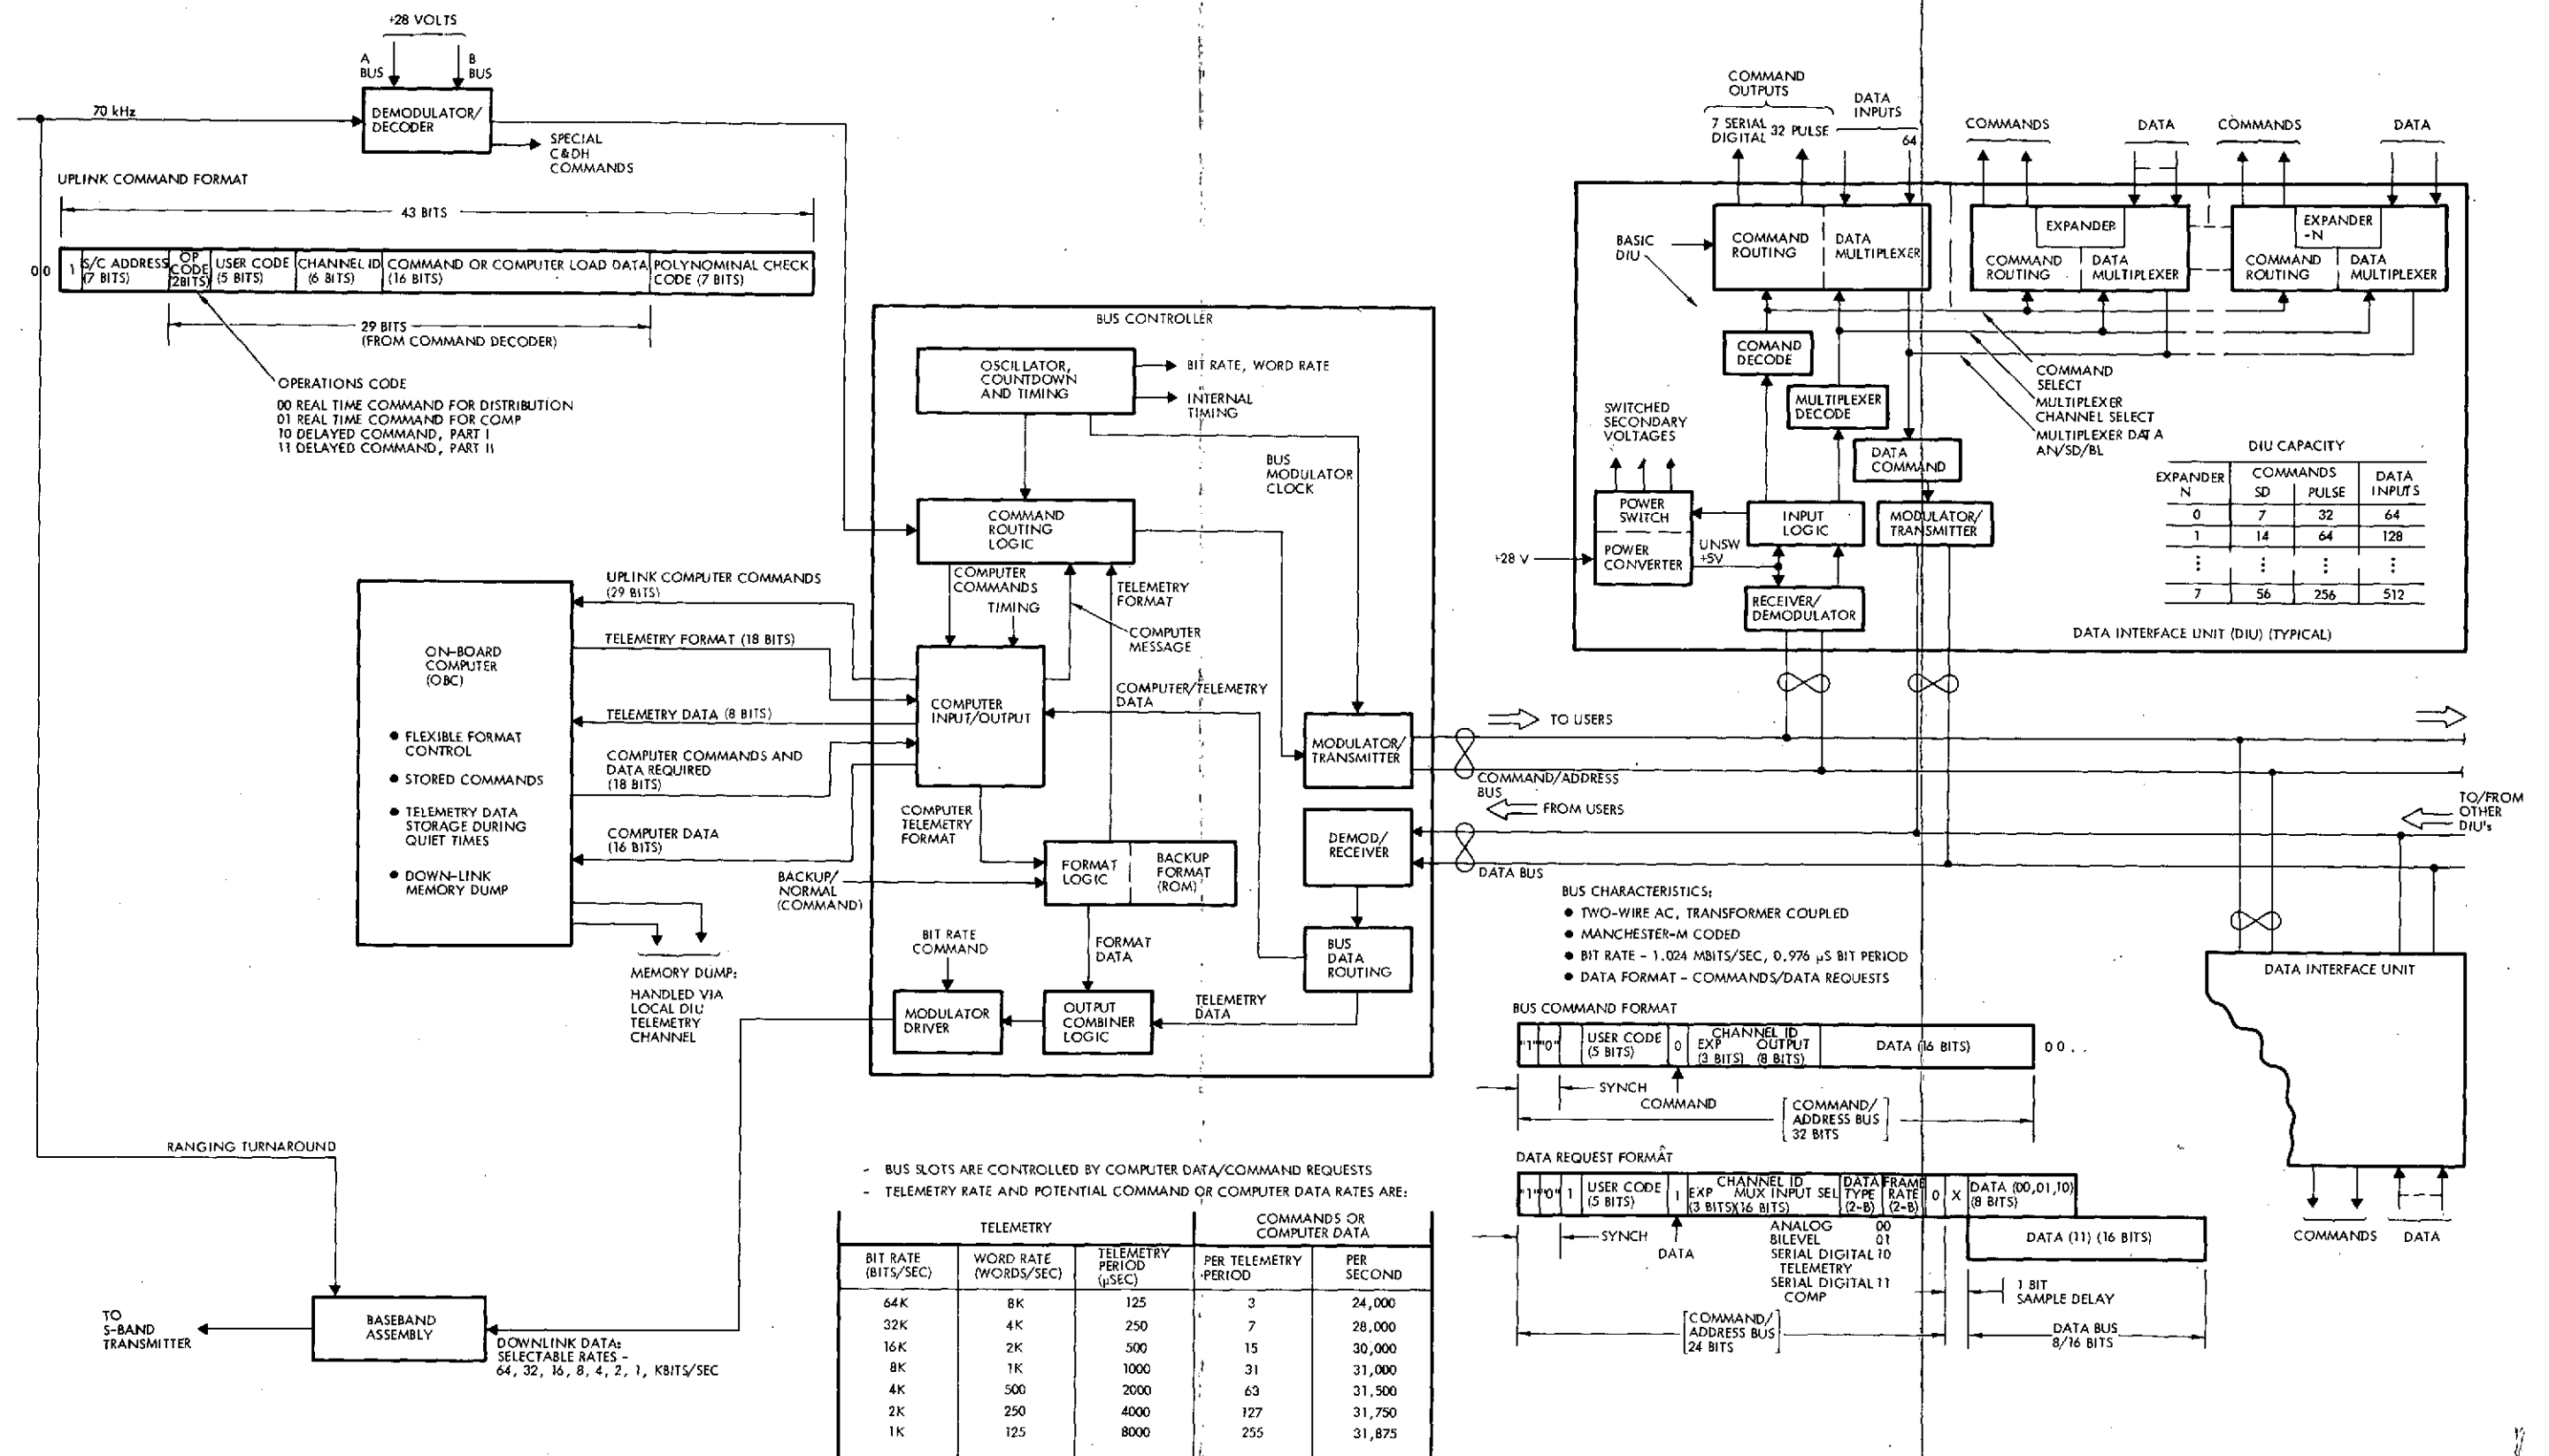 +28 VOLTS
A
BUS
B
BUS
70 kHz
DEMODULATOR/
DECODER
SPECIAL
C&DH
COMMANDS
UPLINK COMMAND FORMAT
43 BITS
0 0
1
S/C ADDRESS
(7 BITS)
OP
CODE
(2BITS)
USER CODE
(5 BITS)
CHANNEL ID
(6 BITS)
COMMAND OR COMPUTER LOAD DATA
(16 BITS)
POLYNOMINAL CHECK
CODE (7 BITS)
29 BITS
(FROM COMMAND DECODER)
OPERATIONS CODE
00 REAL TIME COMMAND FOR DISTRIBUTION
01 REAL TIME COMMAND FOR COMP
10 DELAYED COMMAND, PART I
11 DELAYED COMMAND, PART II
ON-BOARD
COMPUTER
(OBC)
● FLEXIBLE FORMAT
CONTROL
● STORED COMMANDS
● TELEMETRY DATA
STORAGE DURING
QUIET TIMES
● DOWN-LINK
MEMORY DUMP
UPLINK COMPUTER COMMANDS
(29 BITS)
TELEMETRY FORMAT (18 BITS)
TELEMETRY DATA (8 BITS)
COMPUTER COMMANDS AND
DATA REQUIRED
(18 BITS)
COMPUTER DATA
(16 BITS)
BACKUP/
NORMAL
(COMMAND)
MEMORY DUMP:
HANDLED VIA
LOCAL DIU
TELEMETRY
CHANNEL
BUS CONTROLLER
OSCILLATOR,
COUNTDOWN
AND TIMING
BIT RATE, WORD RATE
INTERNAL
TIMING
BUS
MODULATOR
CLOCK
COMMAND
ROUTING
LOGIC
COMPUTER
COMMANDS
TIMING
TELEMETRY
FORMAT
COMPUTER
MESSAGE
COMPUTER
INPUT/OUTPUT
COMPUTER/TELEMETRY
DATA
COMPUTER
TELEMETRY
FORMAT
FORMAT
LOGIC
BACKUP
FORMAT
(ROM)
BIT RATE
COMMAND
FORMAT
DATA
MODULATOR
DRIVER
OUTPUT
COMBINER
LOGIC
TELEMETRY
DATA
MODULATOR/
TRANSMITTER
DEMOD/
RECEIVER
BUS
DATA
ROUTING
RANGING TURNAROUND
TO
S-BAND
TRANSMITTER
BASEBAND
ASSEMBLY
DOWNLINK DATA:
SELECTABLE RATES -
64, 32, 16, 8, 4, 2, 1, KBITS/SEC
- BUS SLOTS ARE CONTROLLED BY COMPUTER DATA/COMMAND REQUESTS
- TELEMETRY RATE AND POTENTIAL COMMAND OR COMPUTER DATA RATES ARE:
TELEMETRY
COMMANDS OR
COMPUTER DATA
BIT RATE
(BITS/SEC)
WORD RATE
(WORDS/SEC)
TELEMETRY
PERIOD
(μSEC)
PER TELEMETRY
PERIOD
PER
SECOND
64K 8K 125 3 24,000
32K 4K 250 7 28,000
16K 2K 500 15 30,000
8K 1K 1000 31 31,000
4K 500 2000 63 31,500
2K 250 4000 127 31,750
1K 125 8000 255 31,875
COMMAND
OUTPUTS
7 SERIAL
DIGITAL
32 PULSE
DATA
INPUTS
64
COMMANDS
DATA
COMMANDS
DATA
BASIC
DIU
COMMAND
ROUTING
DATA
MULTIPLEXER
EXPANDER
COMMAND
ROUTING
DATA
MULTIPLEXER
EXPANDER
-N
COMMAND
ROUTING
DATA
MULTIPLEXER
COMAND
DECODE
MULTIPLEXER
DECODE
DATA
COMMAND
COMMAND
SELECT
MULTIPLEXER
CHANNEL SELECT
MULTIPLEXER DATA
AN/SD/BL
SWITCHED
SECONDARY
VOLTAGES
POWER
SWITCH
POWER
CONVERTER
+28 V
UNSW
+5V
INPUT
LOGIC
MODULATOR/
TRANSMITTER
RECEIVER/
DEMODULATOR
DIU CAPACITY
EXPANDER
N
COMMANDS
SD PULSE
DATA
INPUTS
0 7 32 64
1 14 64 128
⋮ ⋮ ⋮ ⋮
7 56 256 512
DATA INTERFACE UNIT (DIU) (TYPICAL)
TO USERS
COMMAND/ADDRESS
BUS
FROM USERS
DATA BUS
TO/FROM
OTHER
DIU's
BUS CHARACTERISTICS:
● TWO-WIRE AC, TRANSFORMER COUPLED
● MANCHESTER-M CODED
● BIT RATE - 1.024 MBITS/SEC, 0.976 μS BIT PERIOD
● DATA FORMAT - COMMANDS/DATA REQUESTS
DATA INTERFACE UNIT
COMMANDS
DATA
BUS COMMAND FORMAT
"1" "0"
USER CODE
(5 BITS)
0
CHANNEL ID
EXP OUTPUT
(3 BITS) (8 BITS)
DATA (16 BITS)
0 0 . .
SYNCH
COMMAND
COMMAND/
ADDRESS BUS
32 BITS
DATA REQUEST FORMAT
"1" "0" 1
USER CODE
(5 BITS)
1
CHANNEL ID
EXP MUX INPUT SEL
(3 BITS)(16 BITS)
DATA
TYPE
(2-B)
FRAME
RATE
(2-B)
0
X
DATA (00,01,10)
(8 BITS)
DATA (11) (16 BITS)
SYNCH
DATA
ANALOG 00
BILEVEL 01
SERIAL DIGITAL 10
TELEMETRY
SERIAL DIGITAL 11
COMP
1 BIT
SAMPLE DELAY
COMMAND/
ADDRESS BUS
24 BITS
DATA BUS
8/16 BITS